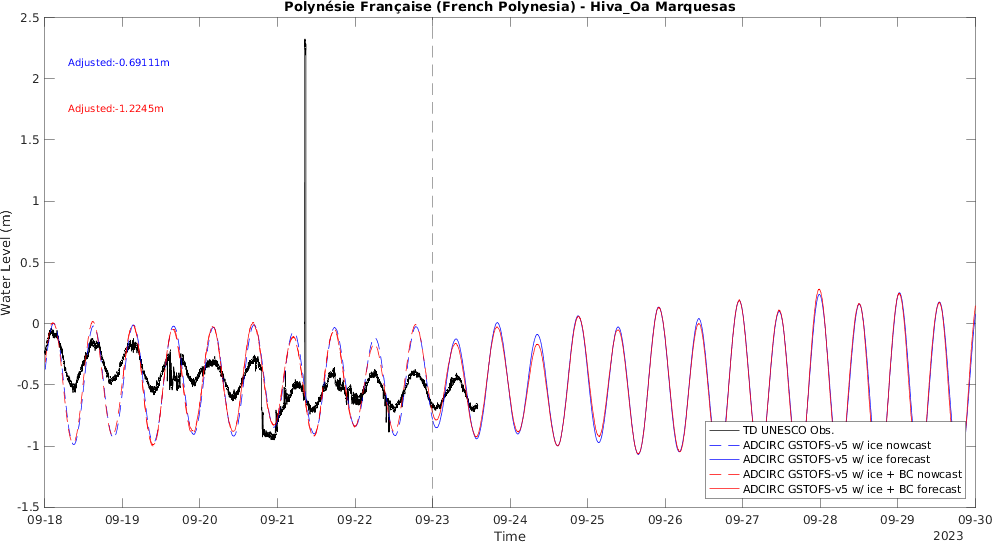 Polynésie Française (French Polynesia) - Hiva_Oa Marquesas
2.5
2
1.5
1
0.5
0
-0.5
-1
-1.5
Water Level (m)
Adjusted:-0.69111m
Adjusted:-1.2245m
TD UNESCO Obs.
ADCIRC GSTOFS-v5 w/ ice nowcast
ADCIRC GSTOFS-v5 w/ ice forecast
ADCIRC GSTOFS-v5 w/ ice + BC nowcast
ADCIRC GSTOFS-v5 w/ ice + BC forecast
09-18 09-19 09-20 09-21 09-22 09-23 09-24 09-25 09-26 09-27 09-28 09-29 09-30
Time
2023